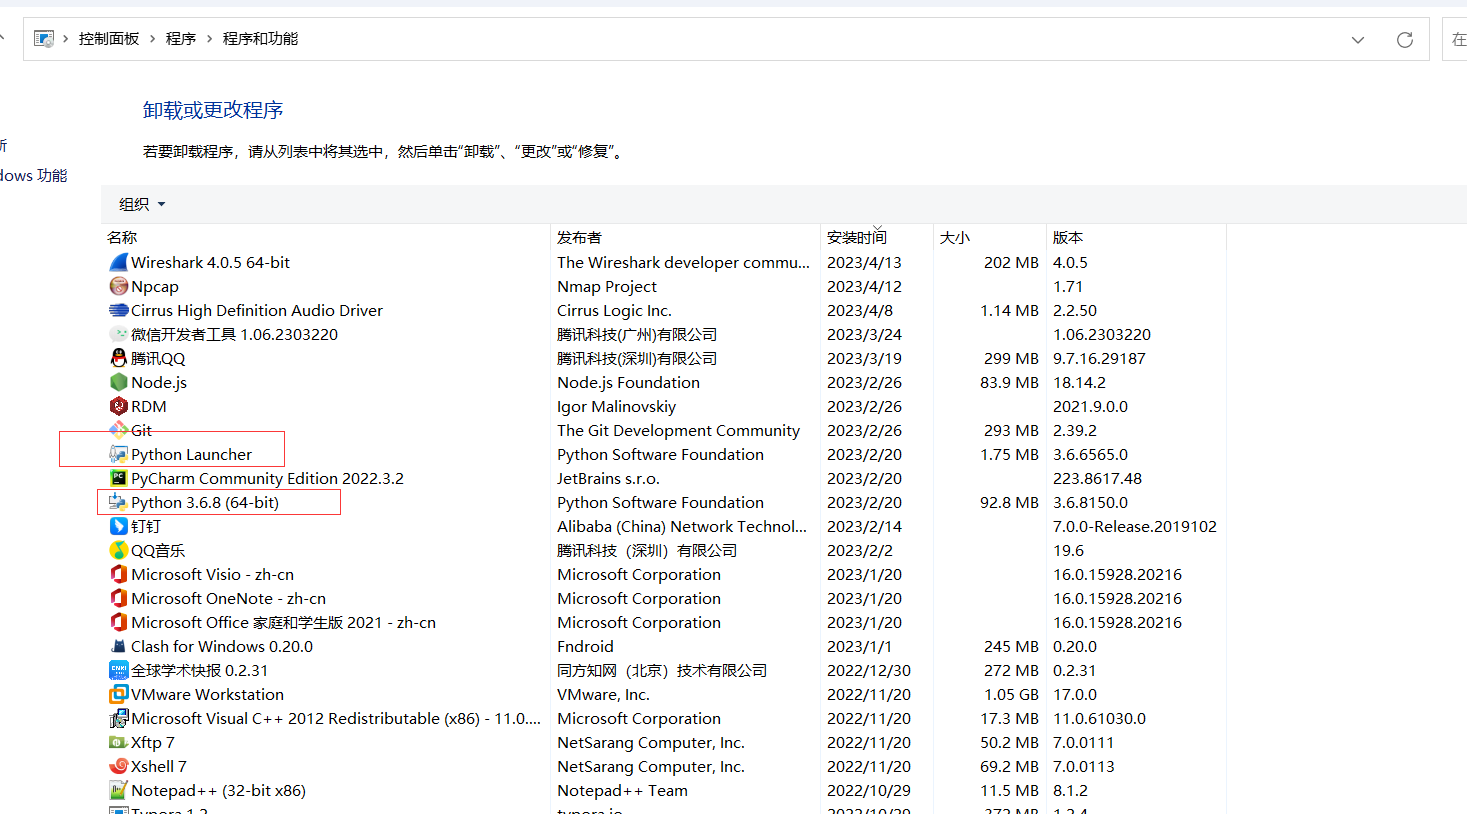 控制面板 > 程序 > 程序和功能 在
卸载或更改程序
新
若要卸载程序，请从列表中将其选中，然后单击“卸载”、“更改”或“修复”。
dows 功能
组织
名称 发布者 安装时间 大小 版本
Wireshark 4.0.5 64-bit The Wireshark developer commu... 2023/4/13 202 MB 4.0.5
Npcap Nmap Project 2023/4/12 1.71
Cirrus High Definition Audio Driver Cirrus Logic Inc. 2023/4/8 1.14 MB 2.2.50
微信开发者工具 1.06.2303220 腾讯科技(广州)有限公司 2023/3/24 1.06.2303220
腾讯QQ 腾讯科技(深圳)有限公司 2023/3/19 299 MB 9.7.16.29187
Node.js Node.js Foundation 2023/2/26 83.9 MB 18.14.2
RDM Igor Malinovskiy 2023/2/26 2021.9.0.0
Git The Git Development Community 2023/2/26 293 MB 2.39.2
Python Launcher Python Software Foundation 2023/2/20 1.75 MB 3.6.6565.0
PyCharm Community Edition 2022.3.2 JetBrains s.r.o. 2023/2/20 223.8617.48
Python 3.6.8 (64-bit) Python Software Foundation 2023/2/20 92.8 MB 3.6.8150.0
钉钉 Alibaba (China) Network Technol... 2023/2/14 7.0.0-Release.2019102
QQ音乐 腾讯科技（深圳）有限公司 2023/2/2 19.6
Microsoft Visio - zh-cn Microsoft Corporation 2023/1/20 16.0.15928.20216
Microsoft OneNote - zh-cn Microsoft Corporation 2023/1/20 16.0.15928.20216
Microsoft Office 家庭和学生版 2021 - zh-cn Microsoft Corporation 2023/1/20 16.0.15928.20216
Clash for Windows 0.20.0 Fndroid 2023/1/1 245 MB 0.20.0
全球学术快报 0.2.31 同方知网（北京）技术有限公司 2022/12/30 272 MB 0.2.31
VMware Workstation VMware, Inc. 2022/11/20 1.05 GB 17.0.0
Microsoft Visual C++ 2012 Redistributable (x86) - 11.0.... Microsoft Corporation 2022/11/20 17.3 MB 11.0.61030.0
Xftp 7 NetSarang Computer, Inc. 2022/11/20 50.2 MB 7.0.0111
Xshell 7 NetSarang Computer, Inc. 2022/11/20 69.2 MB 7.0.0113
Notepad++ (32-bit x86) Notepad++ Team 2022/10/29 11.5 MB 8.1.2
Typora 1.2 typora.io 2022/10/29 272 MB 1.2.4